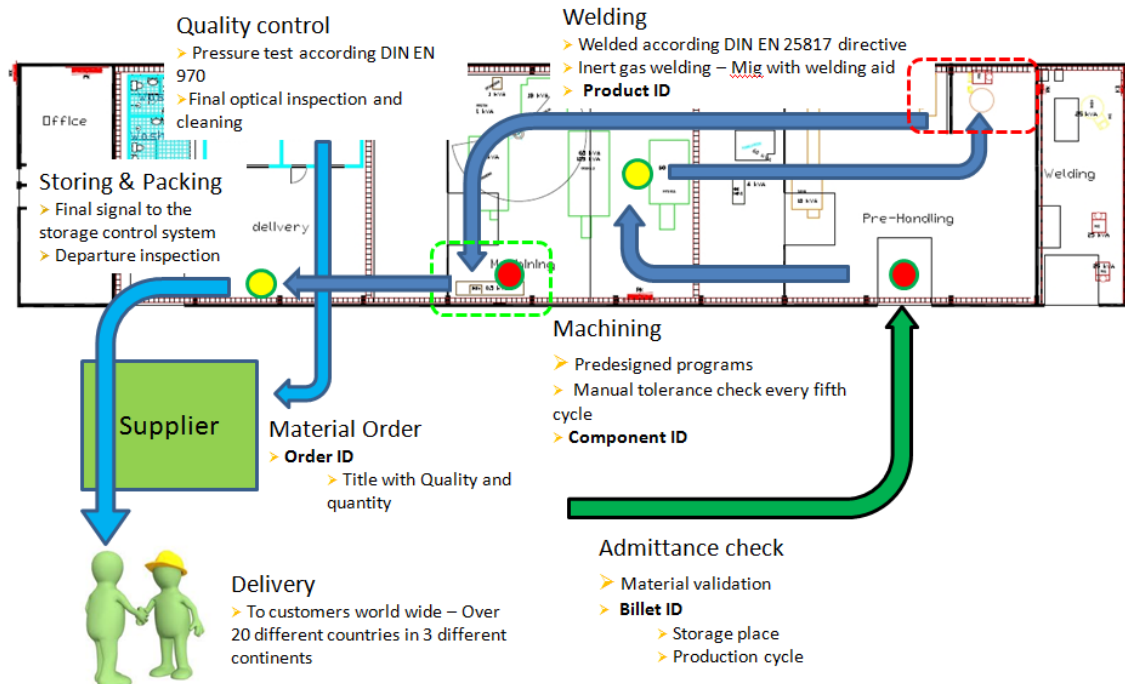 Quality control
➤ Pressure test according DIN EN
970
➤Final optical inspection and
cleaning
Welding
➤ Welded according DIN EN 25817 directive
➤ Inert gas welding – Mig with welding aid
➤ Product ID
Office
Storing & Packing
➤ Final signal to the
storage control system
➤ Departure inspection
delivery
Machining
Pre-Handling
Welding
Supplier
Material Order
➤ Order ID
➤ Title with Quality and
quantity
Machining
➤ Predesigned programs
➤ Manual tolerance check every fifth
cycle
➤ Component ID
Admittance check
➤ Material validation
➤ Billet ID
➤ Storage place
➤ Production cycle
Delivery
➤ To customers world wide – Over
20 different countries in 3 different
continents